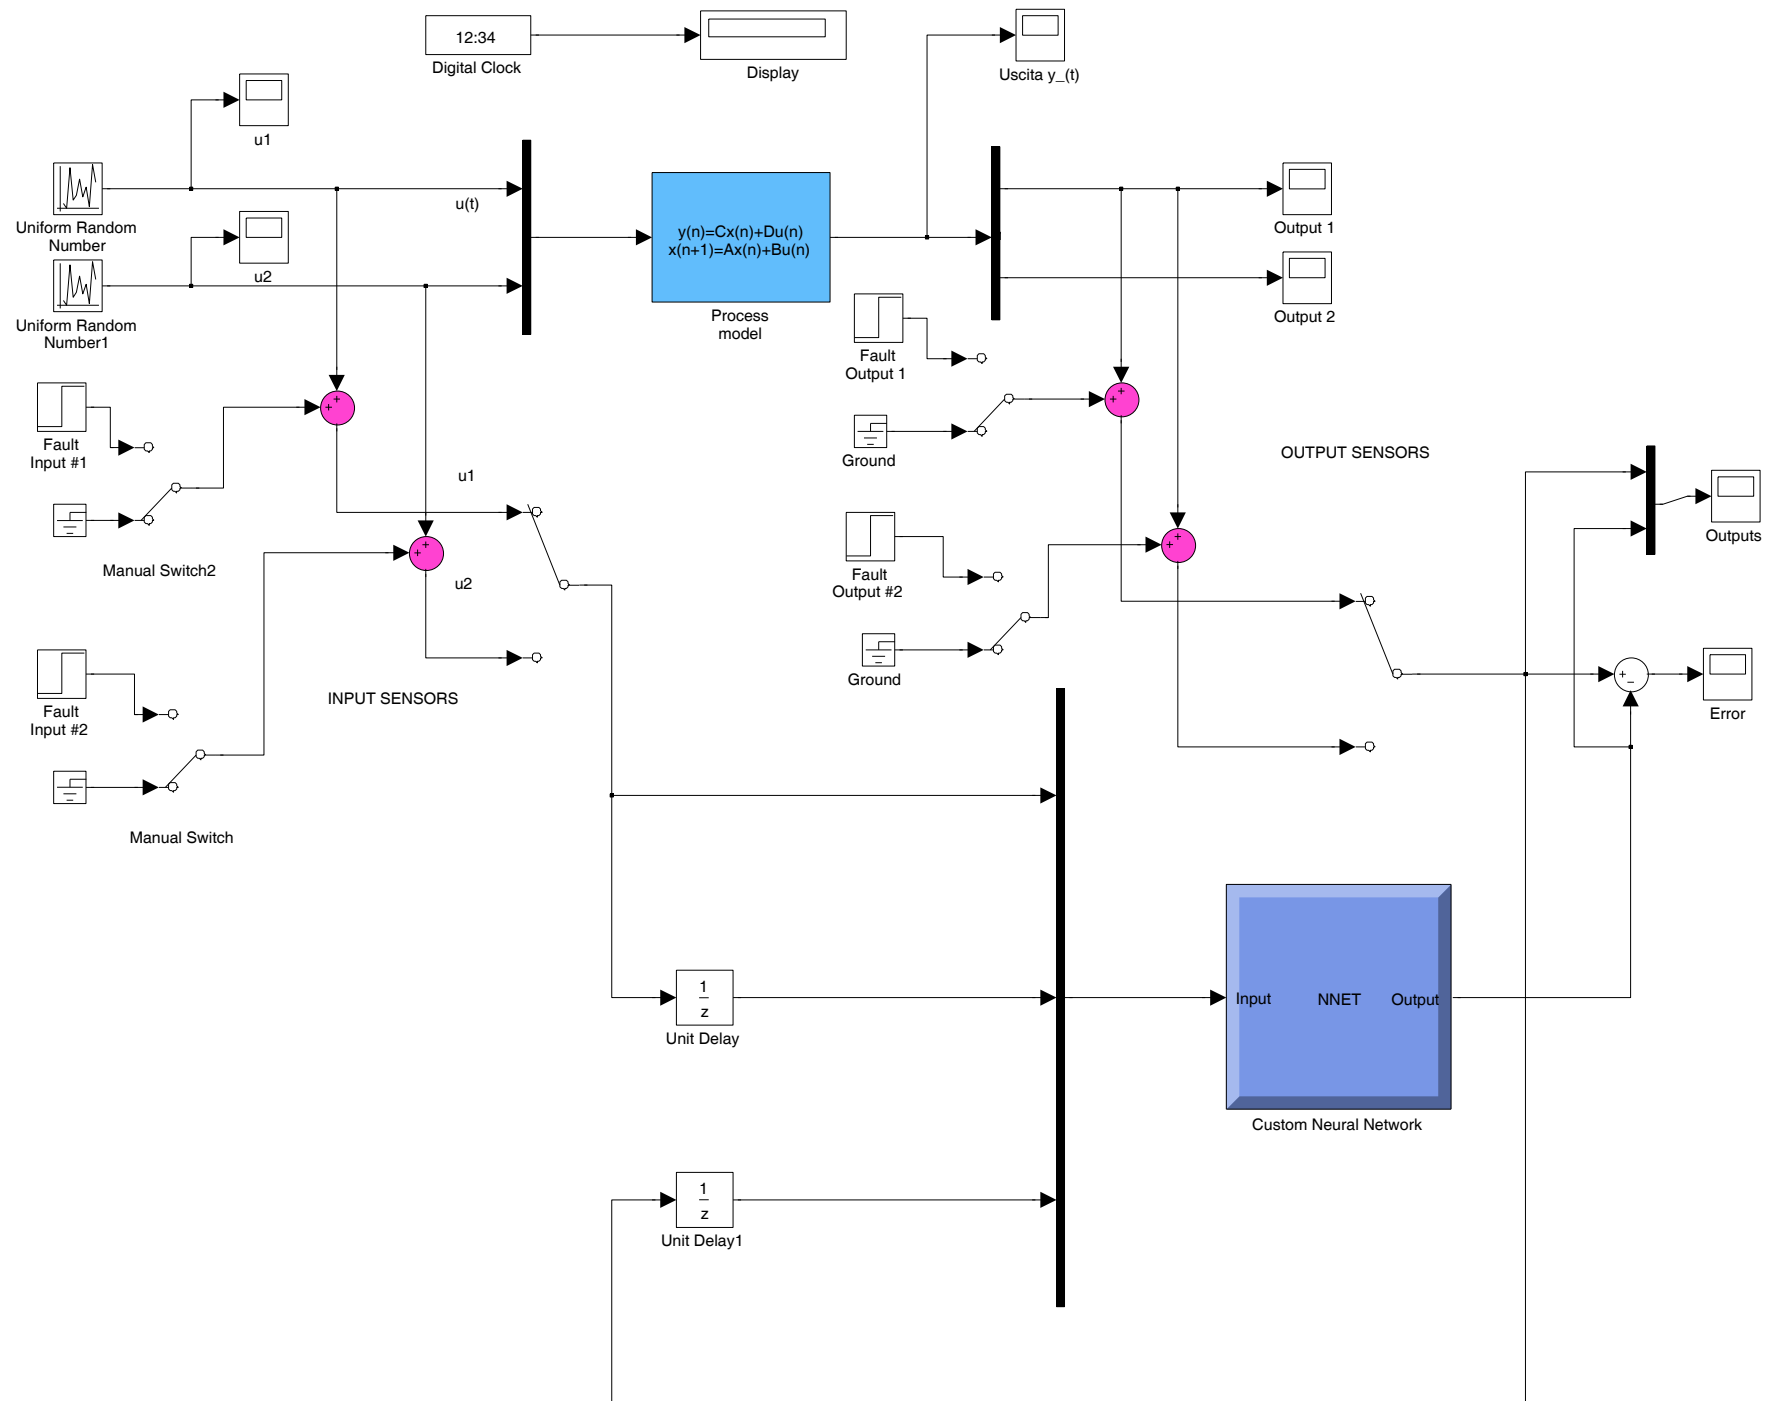 12:34
Digital Clock
Display
Uscita y_(t)
u1
Uniform Random
Number
u(t)
u2
Uniform Random
Number1
y(n)=Cx(n)+Du(n)
x(n+1)=Ax(n)+Bu(n)
Process
model
Output 1
Output 2
Fault
Output 1
Fault
Input #1
+
+
+
+
Ground
OUTPUT SENSORS
u1
Manual Switch2
+
+
u2
Fault
Output #2
+
+
Outputs
Ground
INPUT SENSORS
Fault
Input #2
+
−
Error
Manual Switch
1
z
Unit Delay
Input
NNET
Output
Custom Neural Network
1
z
Unit Delay1